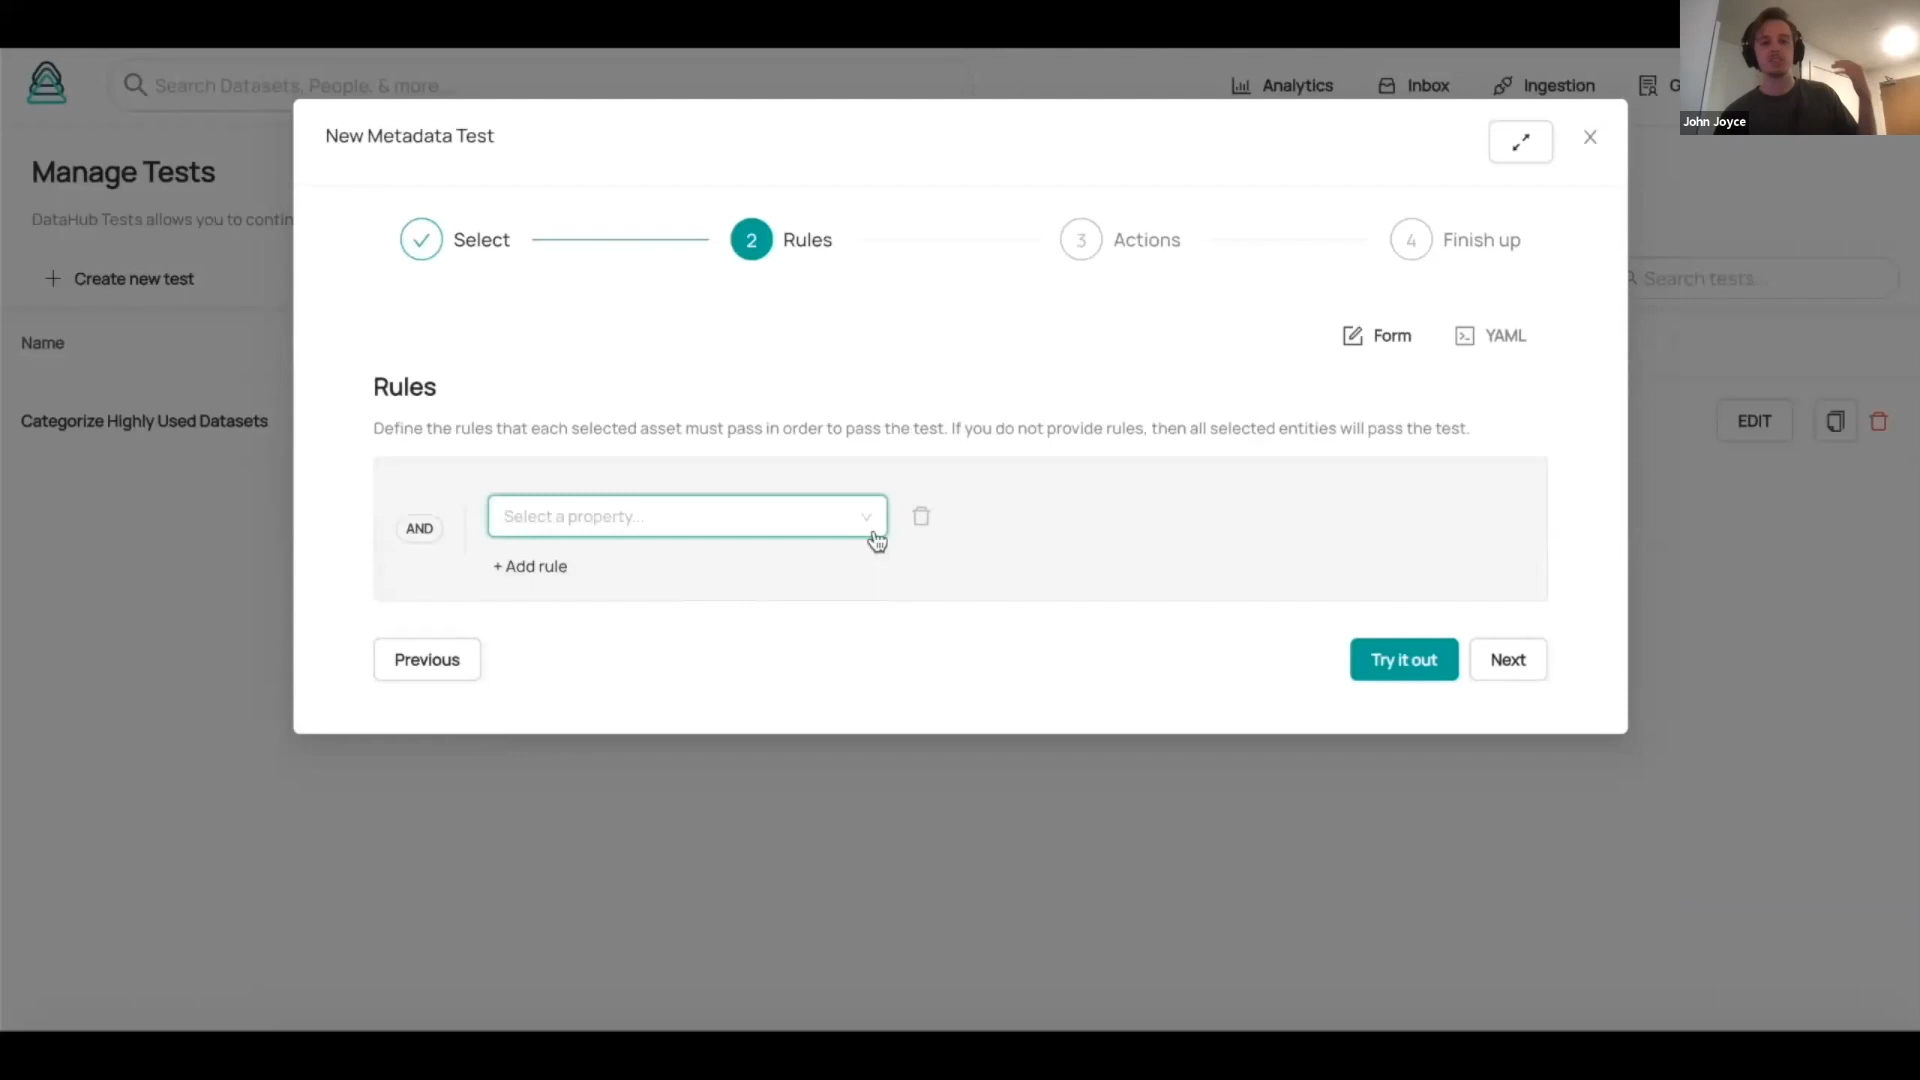 Search Datasets, People, & more...
Analytics
Inbox
Ingestion
G
John Joyce
New Metadata Test
Manage Tests
DataHub Tests allows you to contin
Select
2
Rules
3
Actions
4
Finish up
+ Create new test
Search tests...
Form
YAML
Name
Rules
Define the rules that each selected asset must pass in order to pass the test. If you do not provide rules, then all selected entities will pass the test.
Categorize Highly Used Datasets
EDIT
AND
Select a property...
+ Add rule
Previous
Try it out
Next